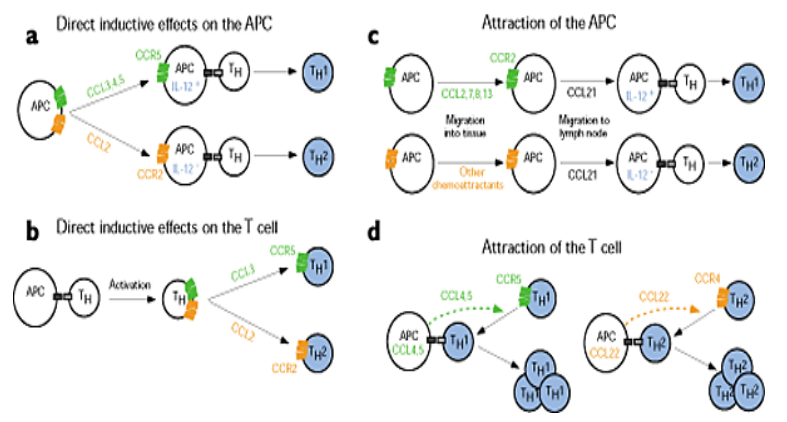 a
Direct inductive effects on the APC
APC
CCL3,4,5
CCL2
CCR5
APC
IL-12 +
TH
TH1
CCR2
APC
IL-12 -
TH
TH2
b
Direct inductive effects on the T cell
APC
TH
Activation
TH
CCL3
CCL2
CCR5
TH1
CCR2
TH2
c
Attraction of the APC
APC
CCL2,7,8,13
CCR2
APC
CCL21
APC
IL-12 +
TH
TH1
Migration
into tissue
Migration to
lymph node
APC
Other
chemoattractants
APC
CCL21
APC
IL-12 -
TH
TH2
d
Attraction of the T cell
CCL4,5
CCR5
TH1
APC
CCL4,5
TH1
TH1
TH1
TH1
CCL22
CCR4
TH2
APC
CCL22
TH2
TH2
TH2
TH2